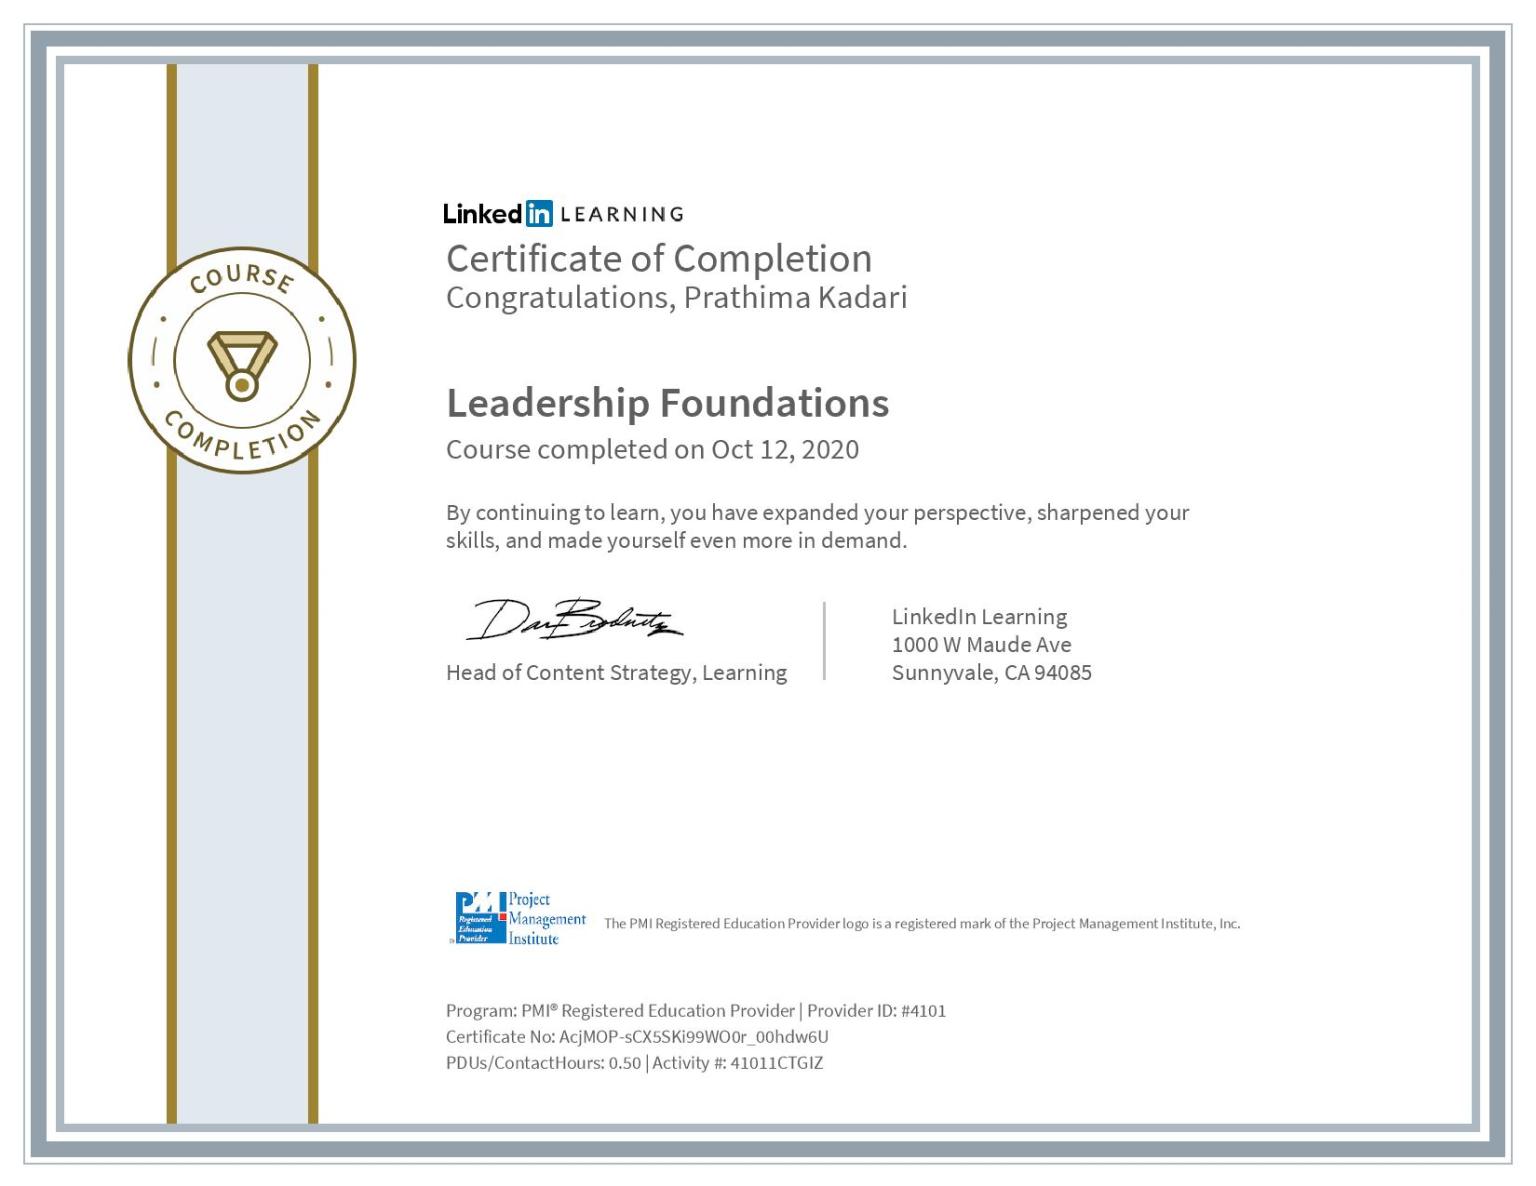 COURSE
COMPLETION
Linked in LEARNING
Certificate of Completion
Congratulations, Prathima Kadari
Leadership Foundations
Course completed on Oct 12, 2020
By continuing to learn, you have expanded your perspective, sharpened your
skills, and made yourself even more in demand.
Dan Brodnitz
Head of Content Strategy, Learning
LinkedIn Learning
1000 W Maude Ave
Sunnyvale, CA 94085
PMI
Registered
Education
Provider
Project
Management
Institute
The PMI Registered Education Provider logo is a registered mark of the Project Management Institute, Inc.
Program: PMI® Registered Education Provider | Provider ID: #4101
Certificate No: AcjMOP-sCX5SKi99WO0r_00hdw6U
PDUs/ContactHours: 0.50 | Activity #: 41011CTGIZ